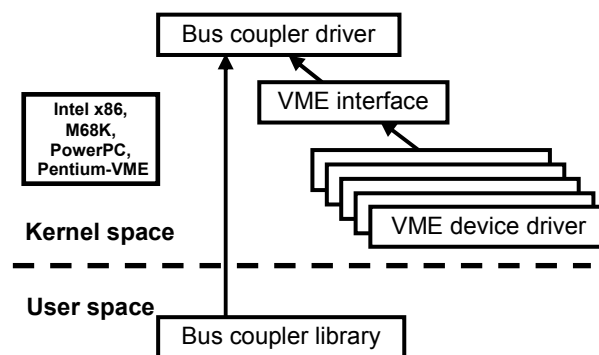 Bus coupler driver
VME interface
Intel x86,
M68K,
PowerPC,
Pentium-VME
VME device driver
Kernel space
User space
Bus coupler library